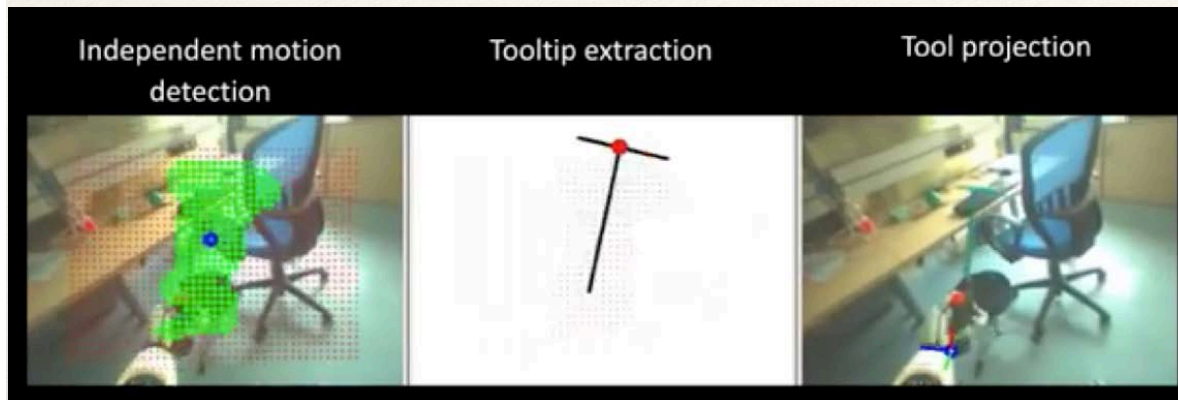 Independent motion
detection
Tooltip extraction
Tool projection